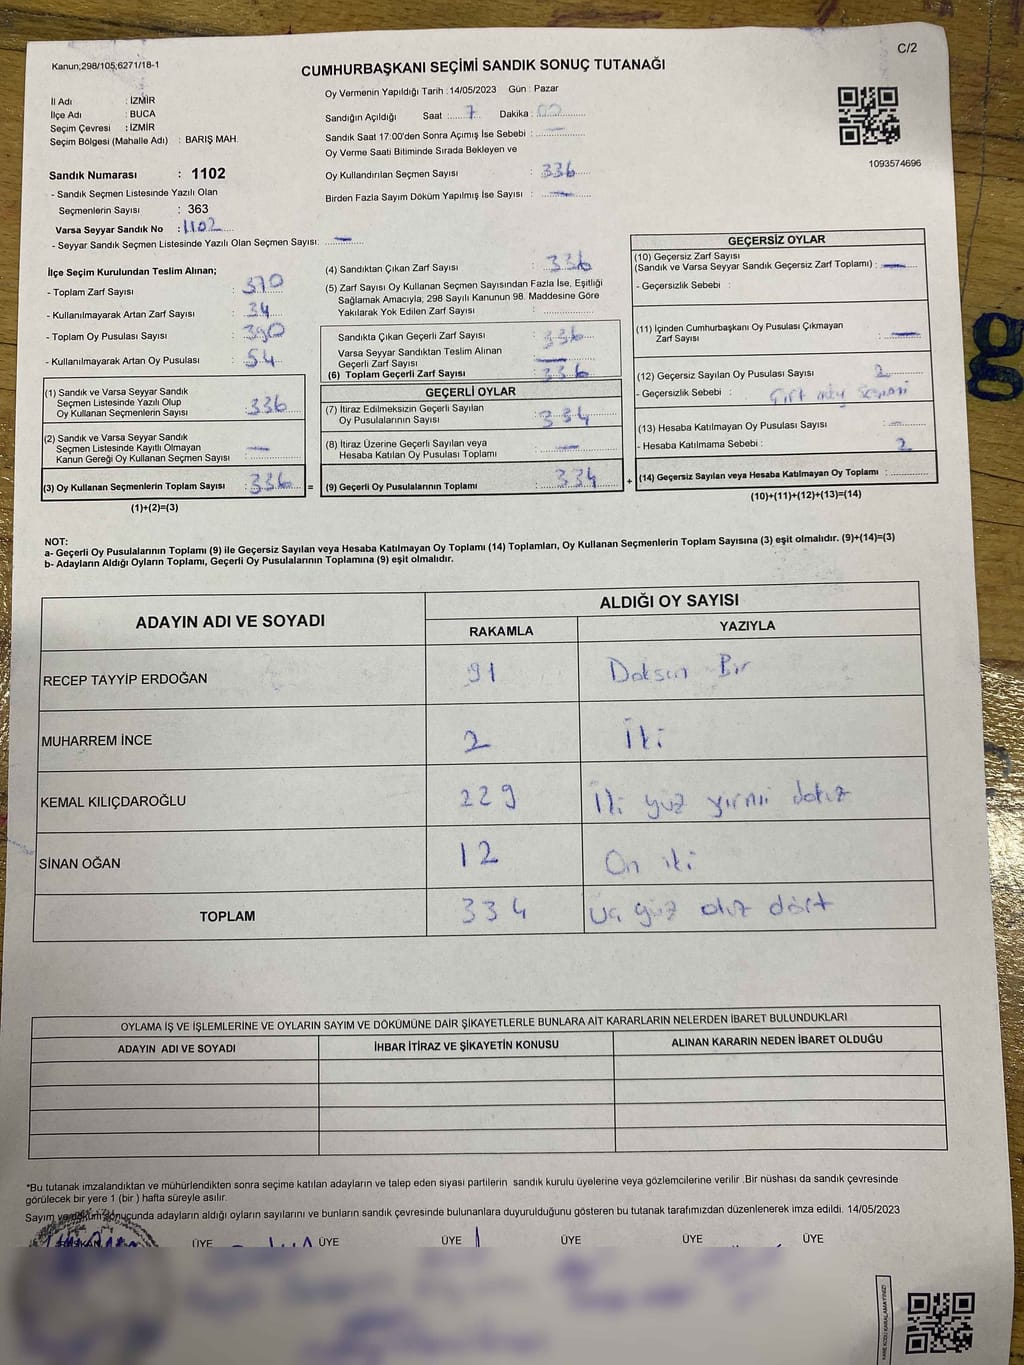 Kanun;298/105;6271/18-1
C/2
CUMHURBAŞKANI SEÇİMİ SANDIK SONUÇ TUTANAĞI
İl Adı : İZMİR
İlçe Adı : BUCA
Seçim Çevresi : İZMİR
Seçim Bölgesi (Mahalle Adı) : BARIŞ MAH.
Sandık Numarası : 1102
- Sandık Seçmen Listesinde Yazılı Olan
Seçmenlerin Sayısı : 363
Varsa Seyyar Sandık No : 1102
- Seyyar Sandık Seçmen Listesinde Yazılı Olan Seçmen Sayısı: —
Oy Vermenin Yapıldığı Tarih : 14/05/2023 Gün : Pazar
Sandığın Açıldığı Saat : 7 Dakika : 00
Sandık Saat 17:00'den Sonra Açımış İse Sebebi : —
Oy Verme Saati Bitiminde Sırada Bekleyen ve
Oy Kullandırılan Seçmen Sayısı : 336
Birden Fazla Sayım Döküm Yapılmış İse Sayısı : —
1093574696
İlçe Seçim Kurulundan Teslim Alınan;
- Toplam Zarf Sayısı : 370
- Kullanılmayarak Artan Zarf Sayısı : 34
- Toplam Oy Pusulası Sayısı : 390
- Kullanılmayarak Artan Oy Pusulası : 54
(1) Sandık ve Varsa Seyyar Sandık
Seçmen Listesinde Yazılı Olup
Oy Kullanan Seçmenlerin Sayısı : 336
(2) Sandık ve Varsa Seyyar Sandık
Seçmen Listesinde Kayıtlı Olmayan
Kanun Gereği Oy Kullanan Seçmen Sayısı : —
(3) Oy Kullanan Seçmenlerin Toplam Sayısı : 336 =
(1)+(2)=(3)
(4) Sandıktan Çıkan Zarf Sayısı : 336
(5) Zarf Sayısı Oy Kullanan Seçmen Sayısından Fazla İse, Eşitliği
Sağlamak Amacıyla, 298 Sayılı Kanunun 98. Maddesine Göre
Yakılarak Yok Edilen Zarf Sayısı :
Sandıkta Çıkan Geçerli Zarf Sayısı : 336
Varsa Seyyar Sandıktan Teslim Alınan
Geçerli Zarf Sayısı : —
(6) Toplam Geçerli Zarf Sayısı : 336
GEÇERLİ OYLAR
(7) İtiraz Edilmeksizin Geçerli Sayılan
Oy Pusulasının Sayısı : 334
(8) İtiraz Üzerine Geçerli Sayılan veya
Hesaba Katılan Oy Pusulası Toplamı : —
(9) Geçerli Oy Pusulalarının Toplamı : 334 +
GEÇERSİZ OYLAR
(10) Geçersiz Zarf Sayısı
(Sandık ve Varsa Seyyar Sandık Geçersiz Zarf Toplamı) : —
- Geçersizlik Sebebi :
(11) İçinden Cumhurbaşkanı Oy Pusulası Çıkmayan
Zarf Sayısı : —
(12) Geçersiz Sayılan Oy Pusulası Sayısı : 2
- Geçersizlik Sebebi :
(13) Hesaba Katılmayan Oy Pusulası Sayısı : —
- Hesaba Katılmama Sebebi : 2
(14) Geçersiz Sayılan veya Hesaba Katılmayan Oy Toplamı :
(10)+(11)+(12)+(13)=(14)
NOT:
a- Geçerli Oy Pusulalarının Toplamı (9) ile Geçersiz Sayılan veya Hesaba Katılmayan Oy Toplamı (14) Toplamları, Oy Kullanan Seçmenlerin Toplam Sayısına (3) eşit olmalıdır. (9)+(14)=(3)
b- Adayların Aldığı Oyların Toplamı, Geçerli Oy Pusulalarının Toplamına (9) eşit olmalıdır.
ADAYIN ADI VE SOYADI
ALDIĞI OY SAYISI
RAKAMLA YAZIYLA
RECEP TAYYİP ERDOĞAN 91 Doksan Bir
MUHARREM İNCE 2 İki
KEMAL KILIÇDAROĞLU 229 İki yüz yirmi dokuz
SİNAN OĞAN 12 On iki
TOPLAM 334 üç yüz otuz dört
OYLAMA İŞ VE İŞLEMLERİNE VE OYLARIN SAYIM VE DÖKÜMÜNE DAİR ŞİKAYETLERLE BUNLARA AİT KARARLARIN NELERDEN İBARET BULUNDUKLARI
ADAYIN ADI VE SOYADI İHBAR İTİRAZ VE ŞİKAYETİN KONUSU ALINAN KARARIN NEDEN İBARET OLDUĞU
*Bu tutanak imzalandıktan ve mühürlendikten sonra seçime katılan adayların ve talep eden siyasi partilerin sandık kurulu üyelerine veya gözlemcilerine verilir .Bir nüshası da sandık çevresinde
görülecek bir yere 1 (bir ) hafta süreyle asılır.
Sayım ve döküm sonucunda adayların aldığı oyların sayılarını ve bunların sandık çevresinde bulunanlara duyurulduğunu gösteren bu tutanak tarafımızdan düzenlenerek imza edildi. 14/05/2023
BAŞKAN ÜYE ÜYE ÜYE ÜYE ÜYE ÜYE